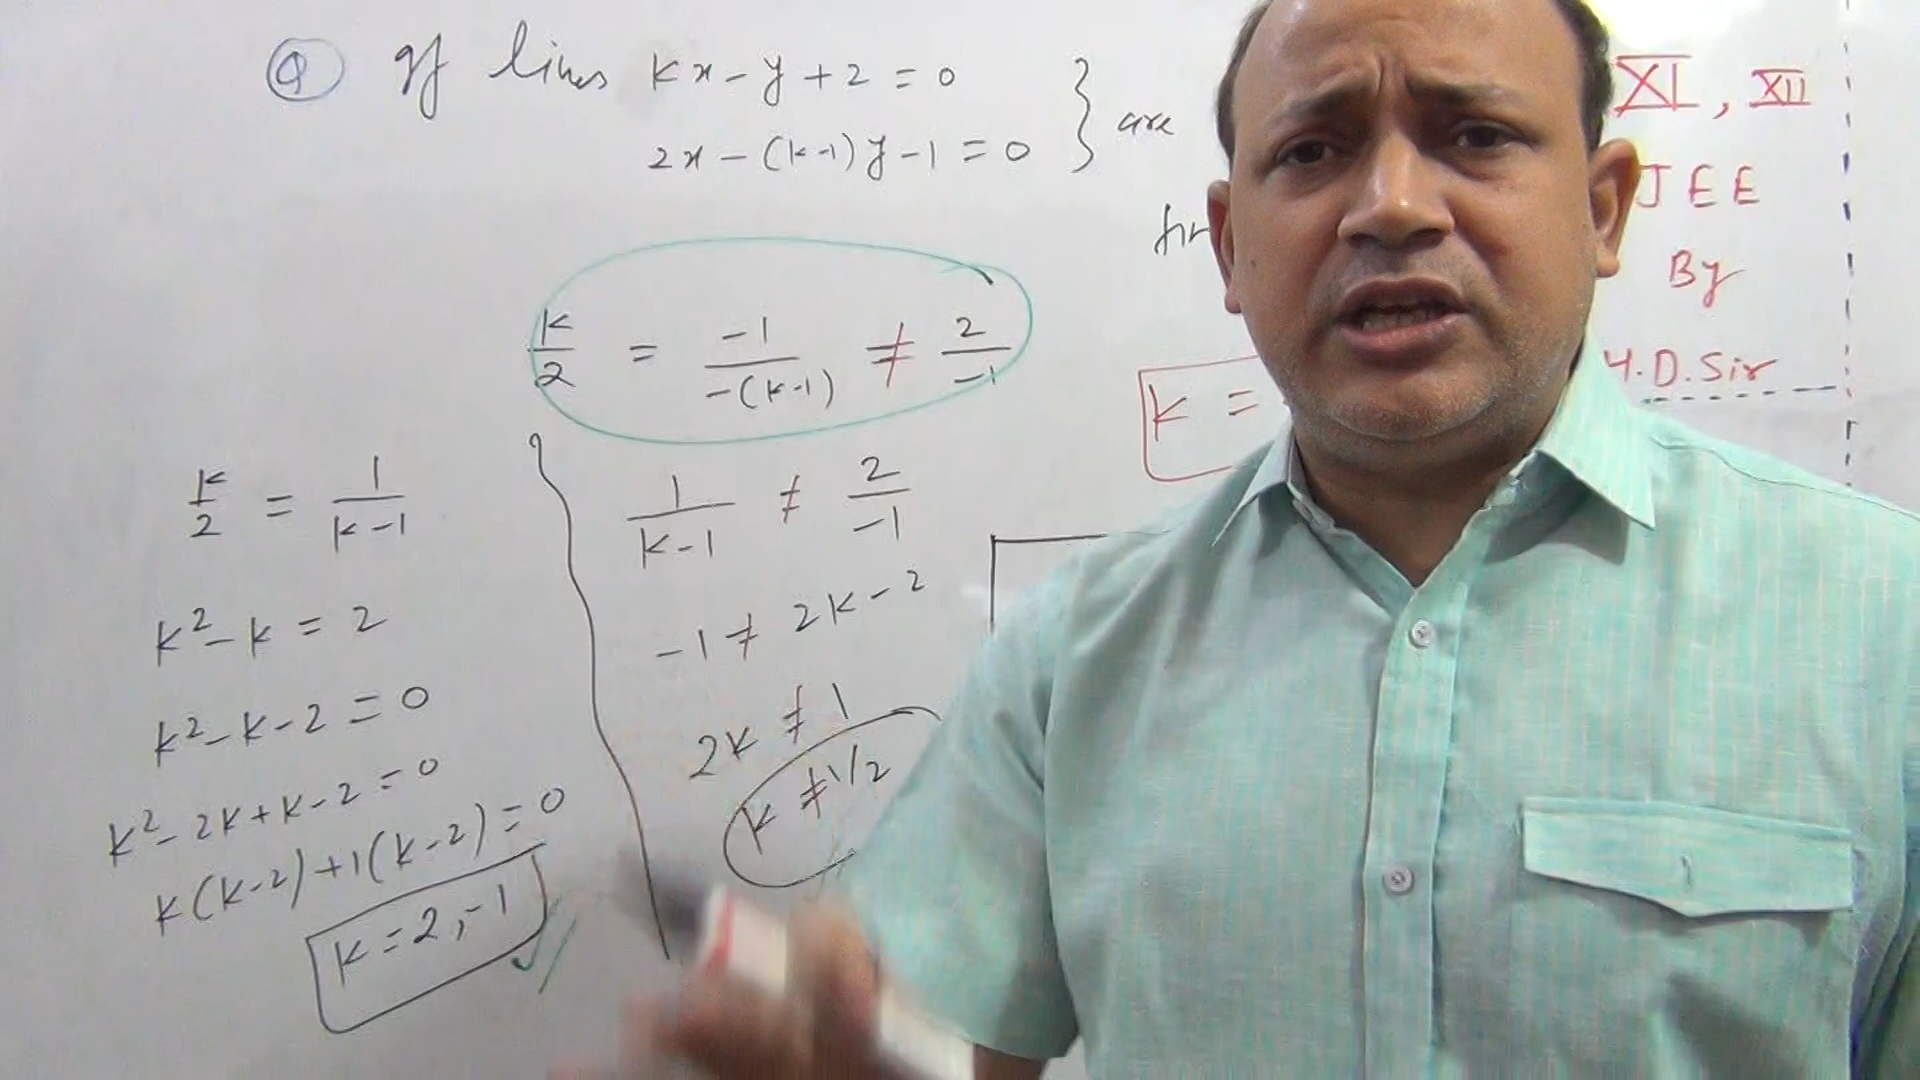 Q If lines kx - y + 2 = 0
2x - (k-1)y - 1 = 0 } are
k/2 = -1/-(k-1) ≠ 2/-1
k =
k/2 = 1/(k-1)
k² - k = 2
k² - k - 2 = 0
k² - 2k + k - 2 = 0
k(k-2) + 1(k-2) = 0
k = 2, -1
1/(k-1) ≠ 2/-1
-1 ≠ 2k - 2
2k ≠ 1
k ≠ 1/2
XI, XII
JEE
By
.D. Sir